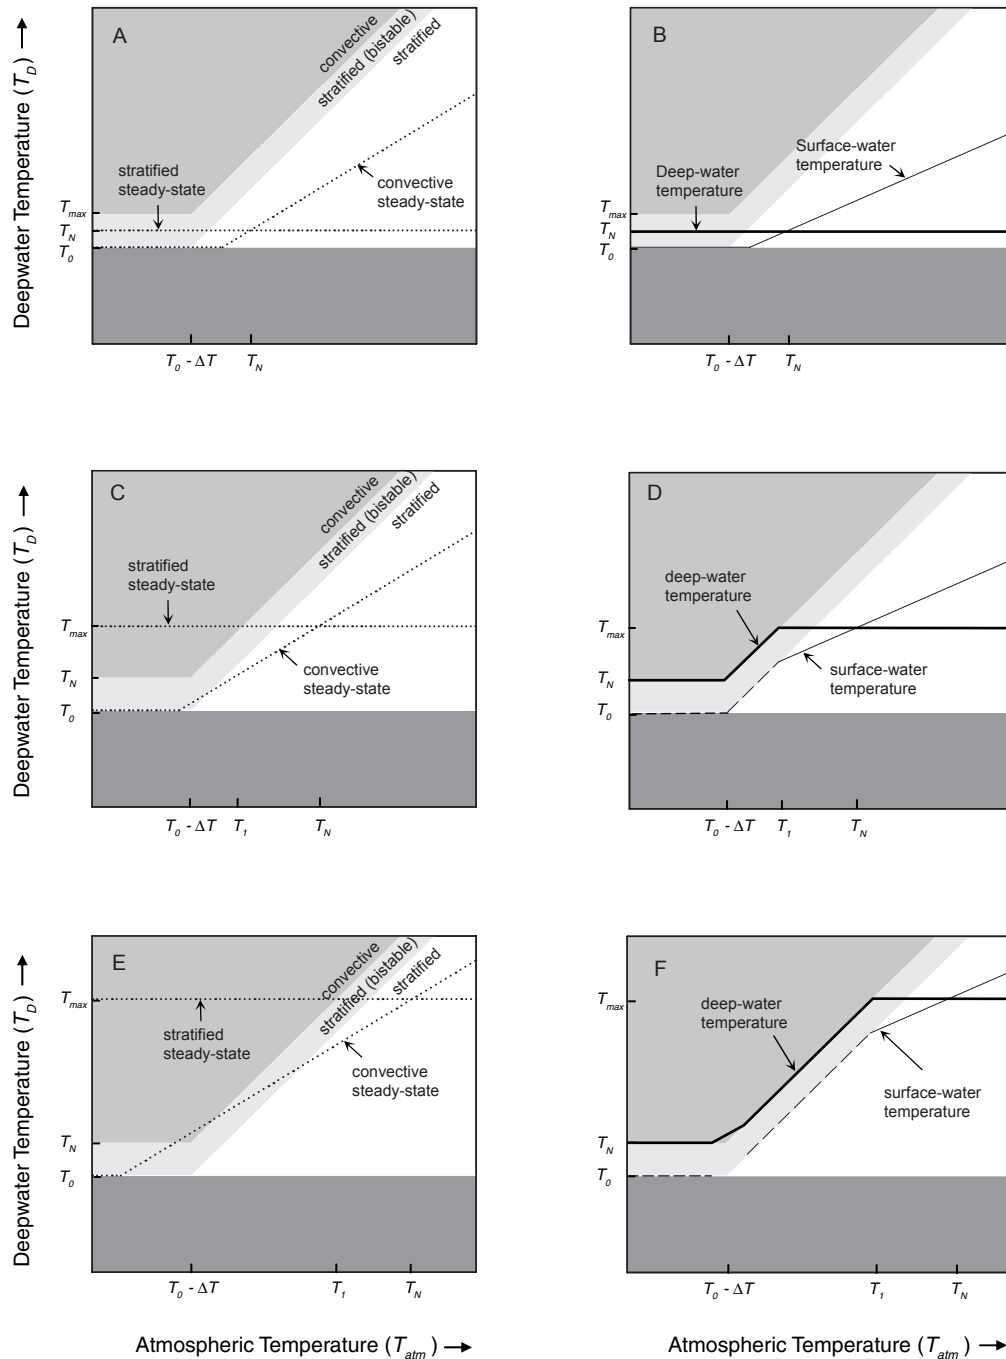 A
convective
stratified (bistable)
stratified
stratified
steady-state
convective
steady-state
Deepwater Temperature (T_D)
T_max
T_N
T_0
T_0 - ΔT
T_N
B
Deep-water
temperature
Surface-water
temperature
T_max
T_N
T_0
T_0 - ΔT
T_N
C
convective
stratified (bistable)
stratified
stratified
steady-state
convective
steady-state
Deepwater Temperature (T_D)
T_max
T_N
T_0
T_0 - ΔT
T_1
T_N
D
deep-water
temperature
surface-water
temperature
T_max
T_N
T_0
T_0 - ΔT
T_1
T_N
E
convective
stratified (bistable)
stratified
stratified
steady-state
convective
steady-state
Deepwater Temperature (T_D)
T_max
T_N
T_0
T_0 - ΔT
T_1
T_N
Atmospheric Temperature (T_atm)
F
deep-water
temperature
surface-water
temperature
T_max
T_N
T_0
T_0 - ΔT
T_1
T_N
Atmospheric Temperature (T_atm)